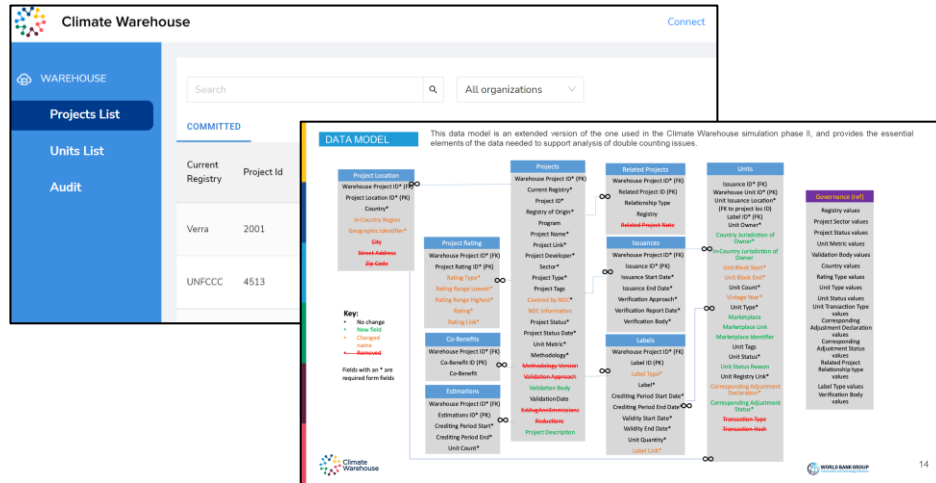 Climate Warehouse
Connect
WAREHOUSE
Projects List
Units List
Audit
Search
All organizations
COMMITTED
Current
Registry
Project Id
Verra
2001
UNFCCC
4513
DATA MODEL
This data model is an extended version of the one used in the Climate Warehouse simulation phase II, and provides the essential
elements of the data needed to support analysis of double counting issues.
Project Location
Warehouse Project ID* (FK)
Project Location ID* (PK)
Country*
In-Country Region
Geographic Identifier*
City
Street Address
Zip Code
Key:
• No change
• New field
• Changed
name
• Removed
Fields with an * are
required form fields
Project Rating
Warehouse Project ID* (FK)
Project Rating ID* (PK)
Rating Type*
Rating Range Lowest*
Rating Range Highest*
Rating*
Rating Link*
Co-Benefits
Warehouse Project ID* (FK)
Co-Benefit ID (PK)
Co-Benefit
Estimations
Warehouse Project ID* (FK)
Estimations ID* (PK)
Crediting Period Start*
Crediting Period End*
Unit Count*
Projects
Warehouse Project ID* (PK)
Current Registry*
Project ID*
Registry of Origin*
Program
Project Name*
Project Link*
Project Developer*
Sector*
Project Type*
Project Tags
Covered by NDC*
NDC Information
Project Status*
Project Status Date*
Unit Metric*
Methodology*
Methodology Version
Validation Approach
Validation Body
ValidationDate
EstAnnAnnEmmissions
Reductions
Project Description
Related Projects
Warehouse Project ID* (FK)
Related Project ID (PK)
Relationship Type
Registry
Related Project Note
Issuances
Warehouse Project ID* (FK)
Issuance ID* (PK)
Issuance Start Date*
Issuance End Date*
Verification Approach*
Verification Report Date*
Verification Body*
Labels
Warehouse Project ID* (FK)
Label ID (PK)
Label Type*
Label*
Crediting Period Start Date*
Crediting Period End Date*
Validity Start Date*
Validity End Date*
Unit Quantity*
Label Link*
Units
Issuance ID* (FK)
Warehouse Unit ID* (PK)
Unit Issuance Location*
(FK to project loc ID)
Label ID* (FK)
Unit Owner*
Country Jurisdiction of
Owner*
In-Country Jurisdiction of
Owner
Unit Block Start*
Unit Block End*
Unit Count*
Vintage Year*
Unit Type*
Marketplace
Marketplace Link
Marketplace Identifier
Unit Tags
Unit Status*
Unit Status Reason
Unit Registry Link*
Corresponding Adjustment
Declaration*
Corresponding Adjustment
Status*
Transaction Type
Transaction Hash
Governance (ref)
Registry values
Project Sector values
Project Status values
Unit Metric values
Validation Body values
Country values
Rating Type values
Unit Type values
Unit Status values
Unit Transaction Type
values
Corresponding
Adjustment Declaration
values
Corresponding
Adjustment Status
values
Related Project
Relationship type
values
Label Type values
Verification Body
values
Climate
Warehouse
WORLD BANK GROUP
14